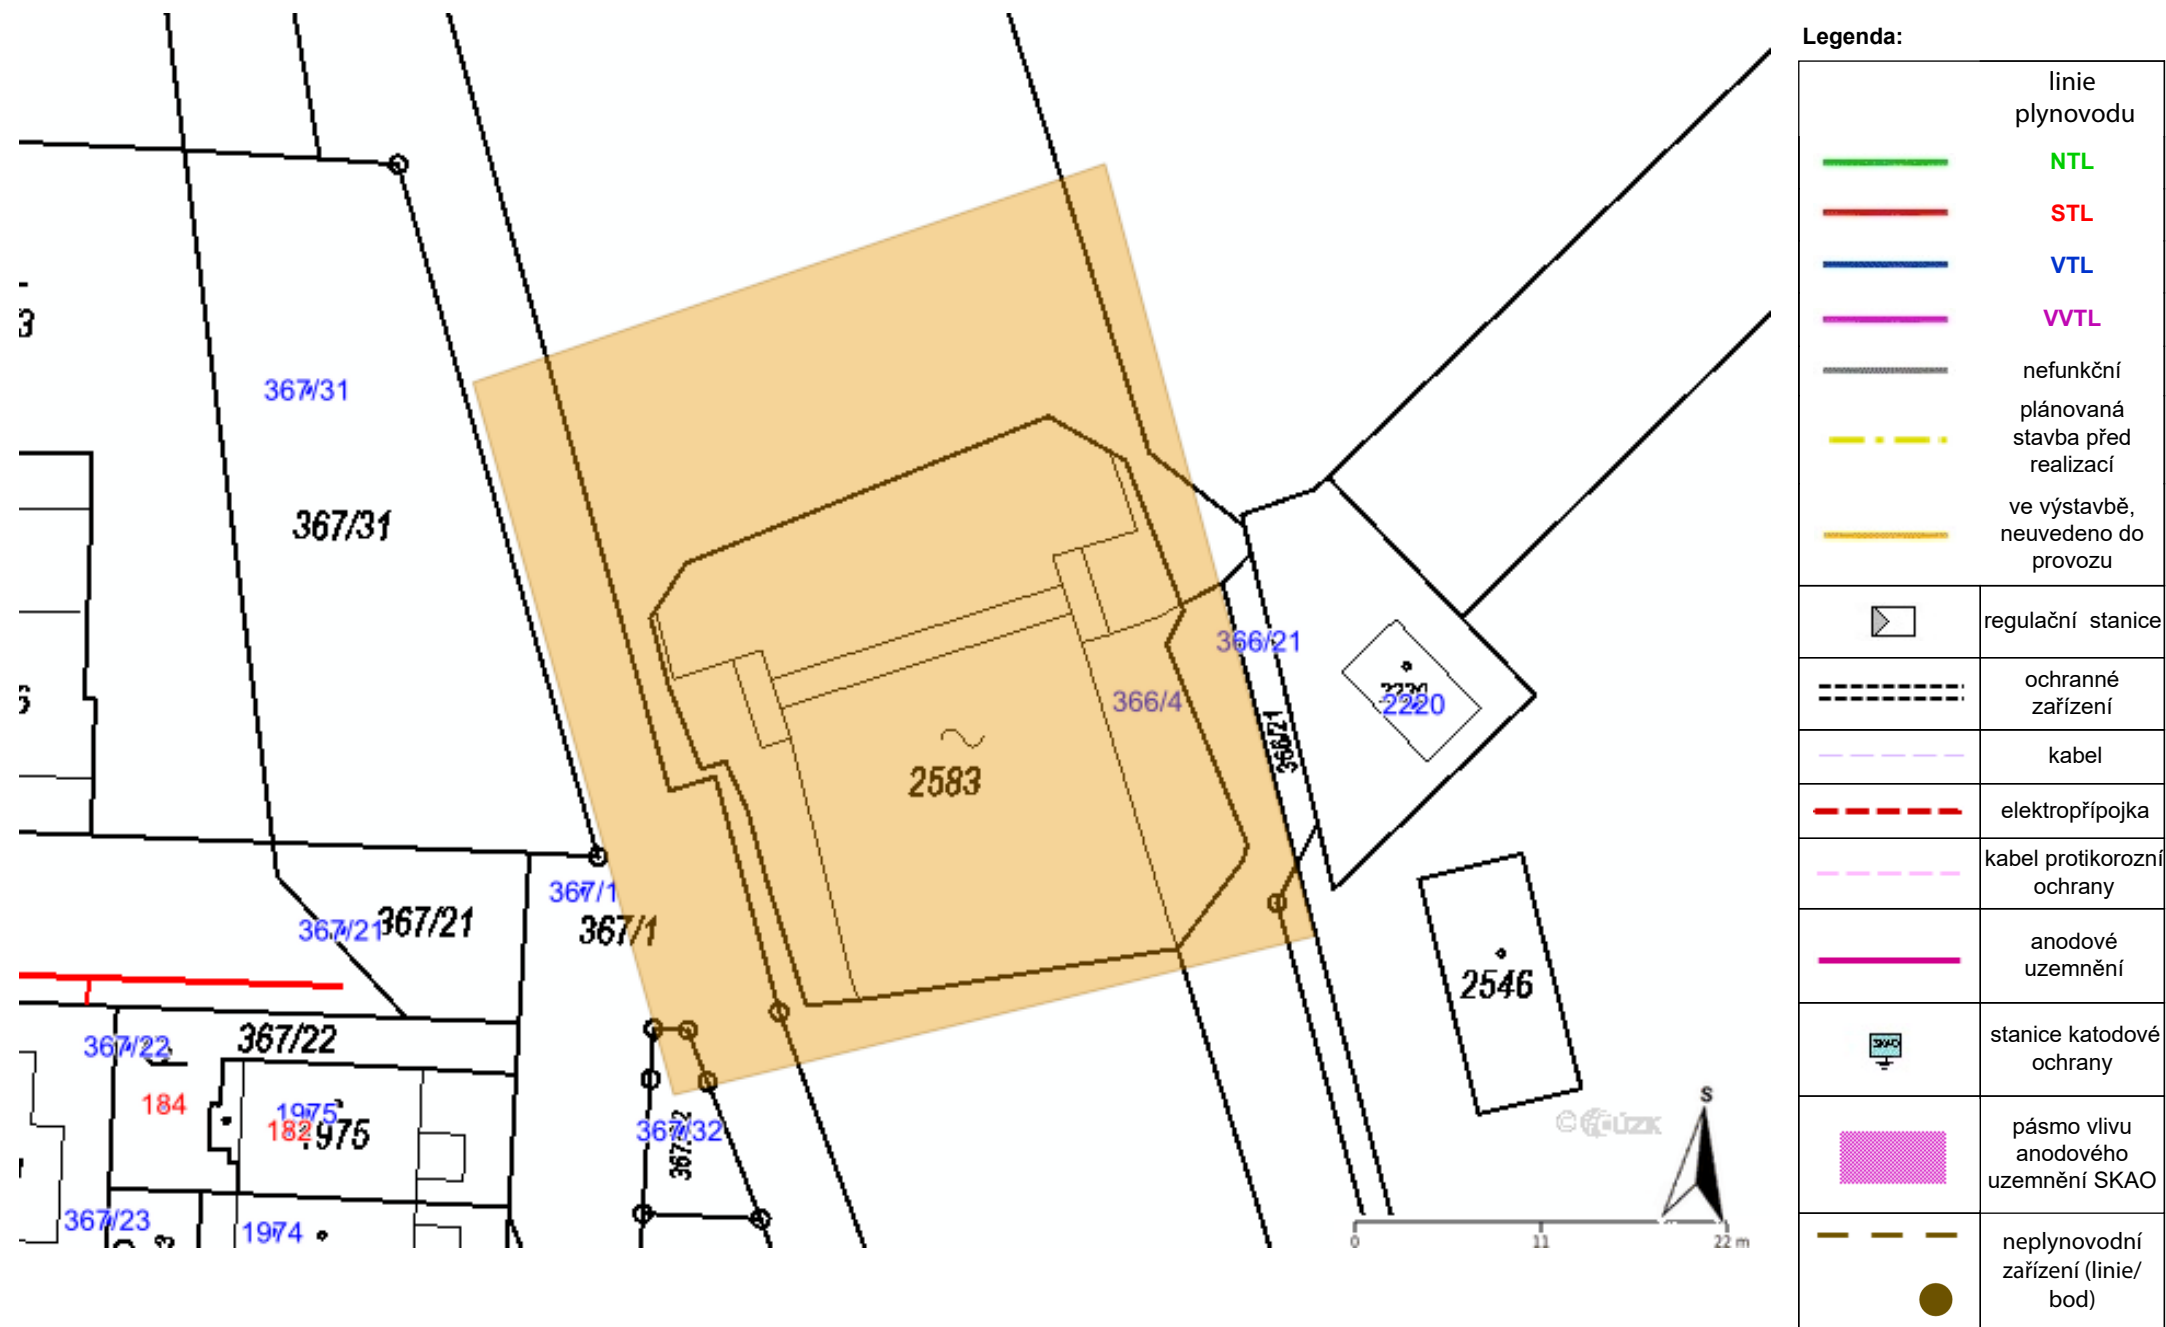 Legenda:
linie
plynovodu
NTL
STL
VTL
VVTL
nefunkční
plánovaná
stavba před
realizací
ve výstavbě,
neuvedeno do
provozu
regulační stanice
ochranné
zařízení
kabel
elektropřípojka
kabel protikorozní
ochrany
anodové
uzemnění
SKAO
stanice katodové
ochrany
pásmo vlivu
anodového
uzemnění SKAO
neplynovodní
zařízení (linie/
bod)
3
367/31
367/31
366/21
366/4
2220
366/21
2583
367/1
367/1
367/21
367/21
2546
367/22
367/22
184
1975
182
1975
367/32
367/23
1974
© ČÚZK
S
0 11 22 m